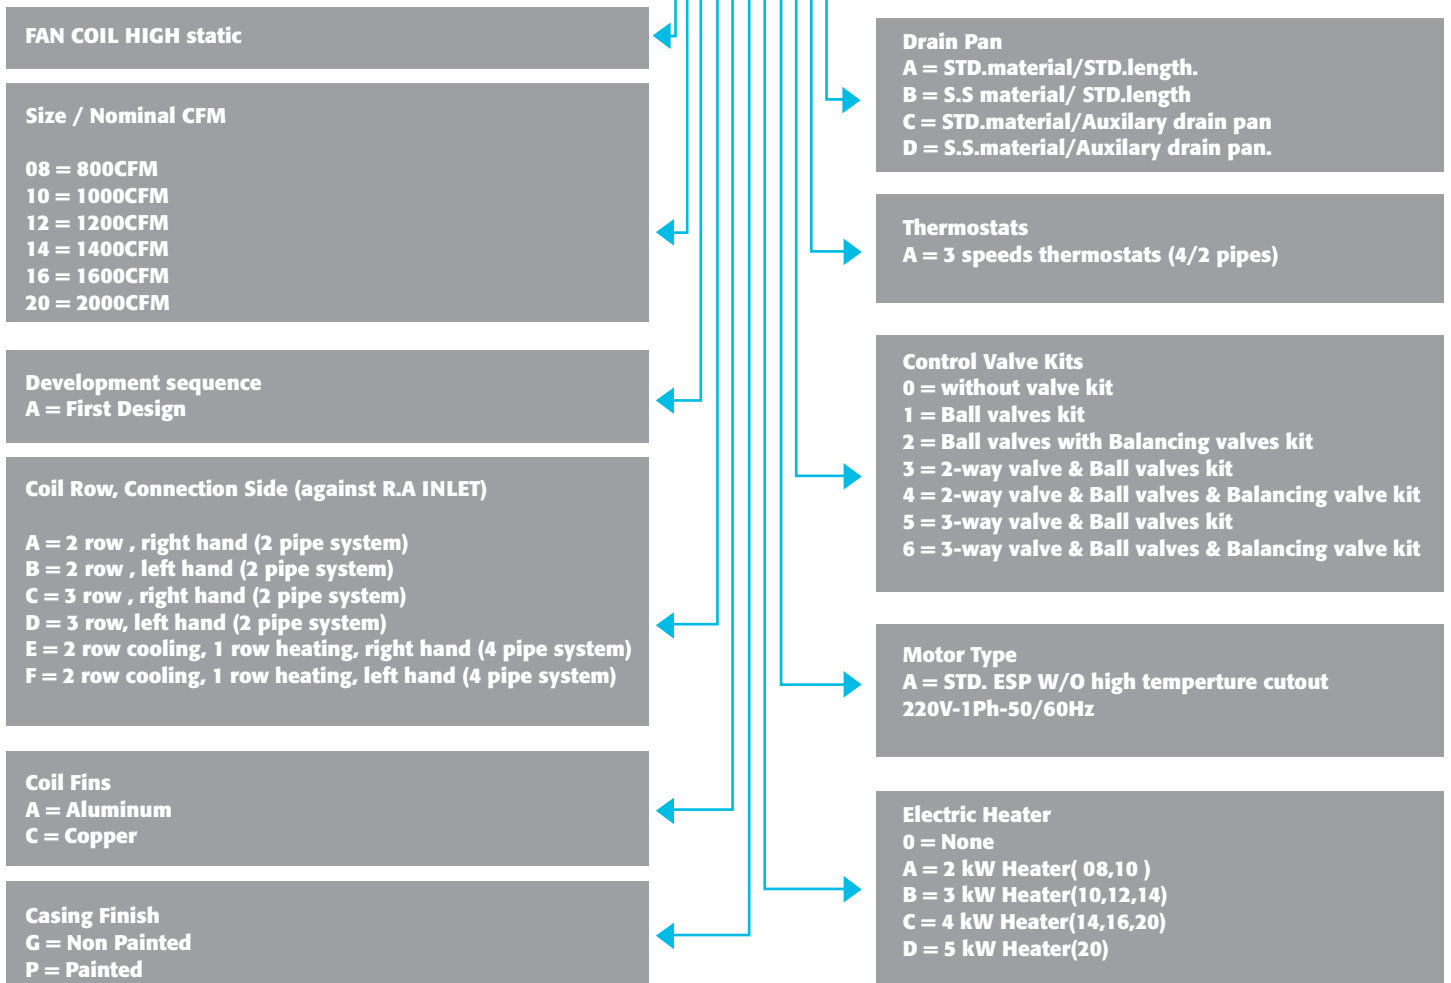 FAN COIL HIGH static
Size / Nominal CFM
08 = 800CFM
10 = 1000CFM
12 = 1200CFM
14 = 1400CFM
16 = 1600CFM
20 = 2000CFM
Development sequence
A = First Design
Coil Row, Connection Side (against R.A INLET)
A = 2 row , right hand (2 pipe system)
B = 2 row , left hand (2 pipe system)
C = 3 row , right hand (2 pipe system)
D = 3 row, left hand (2 pipe system)
E = 2 row cooling, 1 row heating, right hand (4 pipe system)
F = 2 row cooling, 1 row heating, left hand (4 pipe system)
Coil Fins
A = Aluminum
C = Copper
Casing Finish
G = Non Painted
P = Painted
Drain Pan
A = STD.material/STD.length.
B = S.S material/ STD.length
C = STD.material/Auxilary drain pan
D = S.S.material/Auxilary drain pan.
Thermostats
A = 3 speeds thermostats (4/2 pipes)
Control Valve Kits
0 = without valve kit
1 = Ball valves kit
2 = Ball valves with Balancing valves kit
3 = 2-way valve & Ball valves kit
4 = 2-way valve & Ball valves & Balancing valve kit
5 = 3-way valve & Ball valves kit
6 = 3-way valve & Ball valves & Balancing valve kit
Motor Type
A = STD. ESP W/O high temperture cutout
220V-1Ph-50/60Hz
Electric Heater
0 = None
A = 2 kW Heater( 08,10 )
B = 3 kW Heater(10,12,14)
C = 4 kW Heater(14,16,20)
D = 5 kW Heater(20)